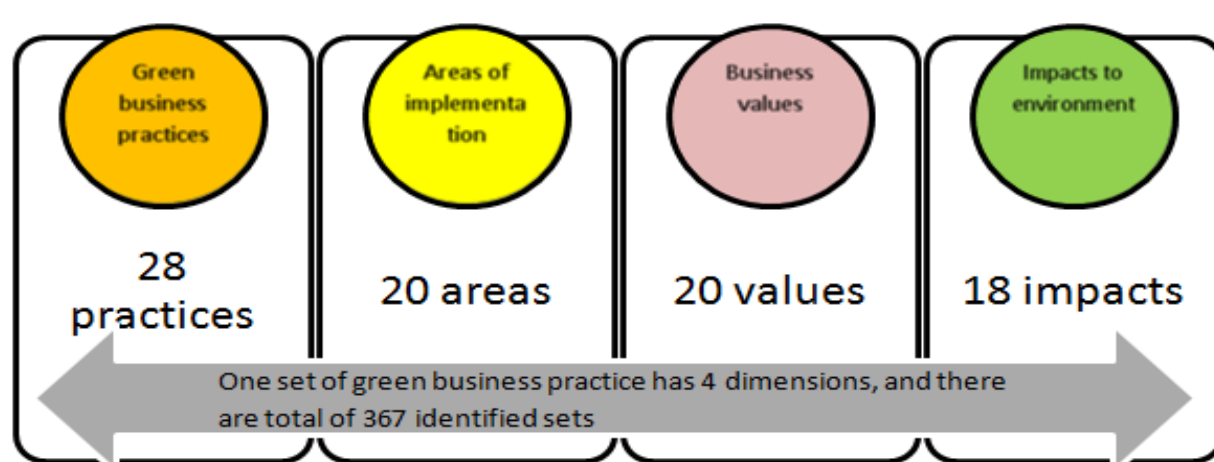 Green
business
practices
Areas of
implementa
tion
Business
values
Impacts to
environment
28
practices
20 areas
20 values
18 impacts
One set of green business practice has 4 dimensions, and there
are total of 367 identified sets